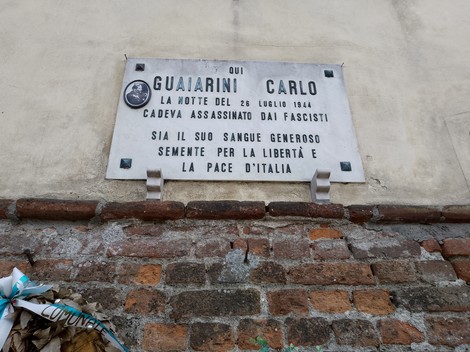 QUI
GUAIARINI CARLO
LA NOTTE DEL 26 LUGLIO 1944
CADEVA ASSASSINATO DAI FASCISTI
SIA IL SUO SANGUE GENEROSO
SEMENTE PER LA LIBERTÀ E
LA PACE D'ITALIA
COMUNALE